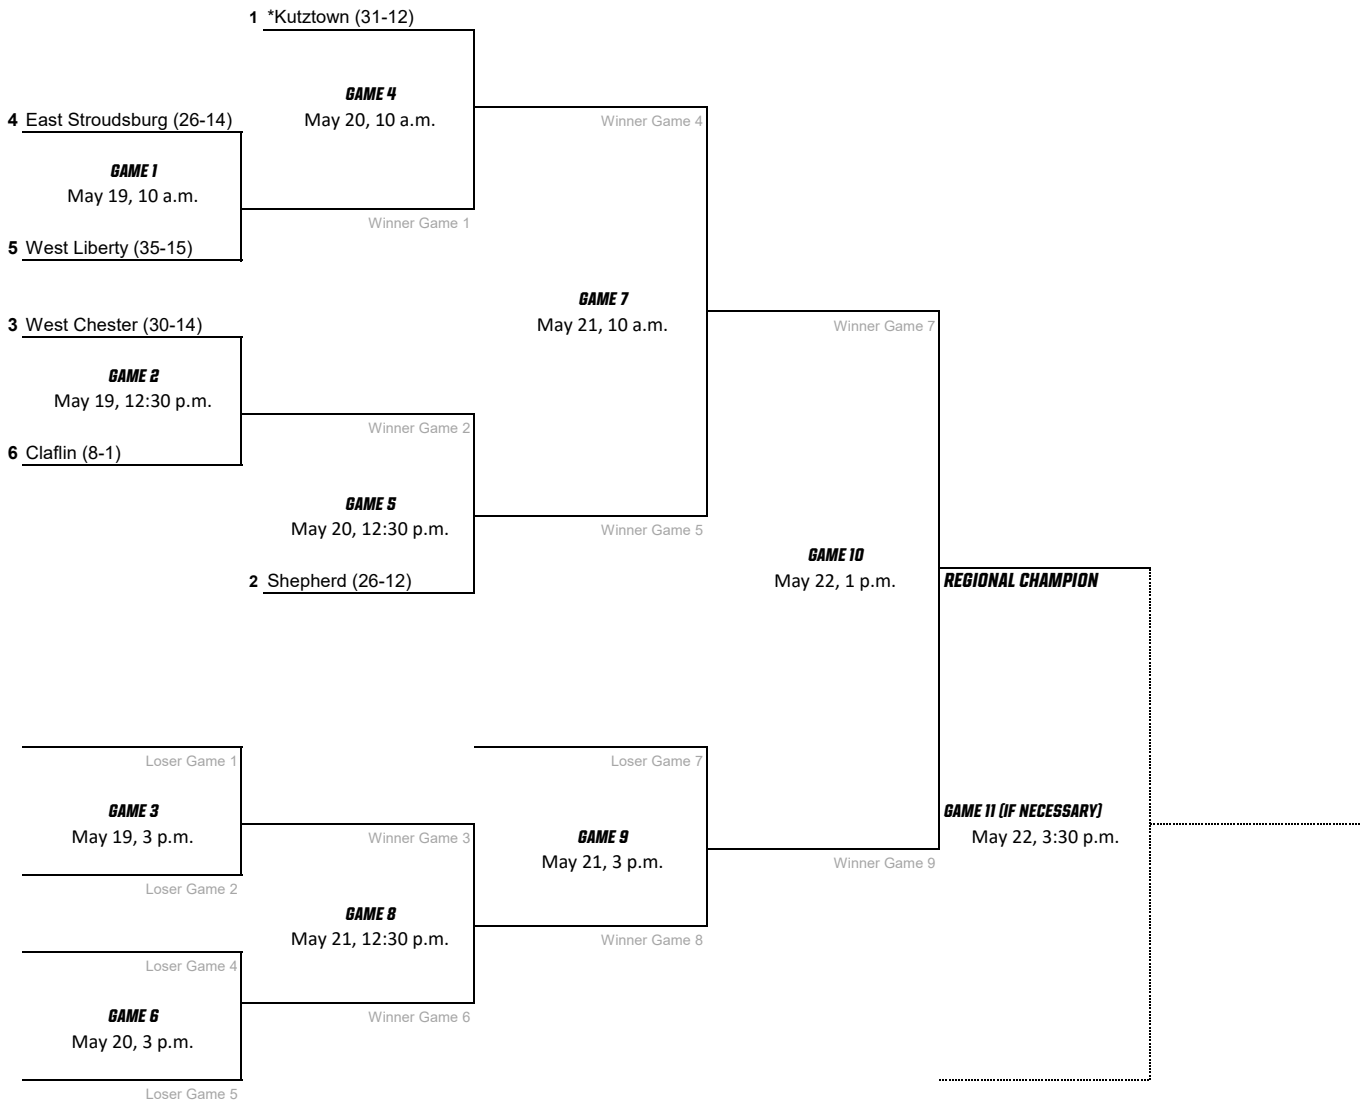 1 *Kutztown (31-12)
GAME 4
May 20, 10 a.m.
4 East Stroudsburg (26-14)
Winner Game 4
GAME 1
May 19, 10 a.m.
Winner Game 1
5 West Liberty (35-15)
GAME 7
May 21, 10 a.m.
3 West Chester (30-14)
Winner Game 7
GAME 2
May 19, 12:30 p.m.
Winner Game 2
6 Claflin (8-1)
GAME 5
May 20, 12:30 p.m.
Winner Game 5
GAME 10
May 22, 1 p.m.
2 Shepherd (26-12)
REGIONAL CHAMPION
Loser Game 1
Loser Game 7
GAME 3
May 19, 3 p.m.
Winner Game 3
GAME 9
May 21, 3 p.m.
GAME 11 (IF NECESSARY)
May 22, 3:30 p.m.
Winner Game 9
Loser Game 2
GAME 8
May 21, 12:30 p.m.
Winner Game 8
Loser Game 4
GAME 6
May 20, 3 p.m.
Winner Game 6
Loser Game 5